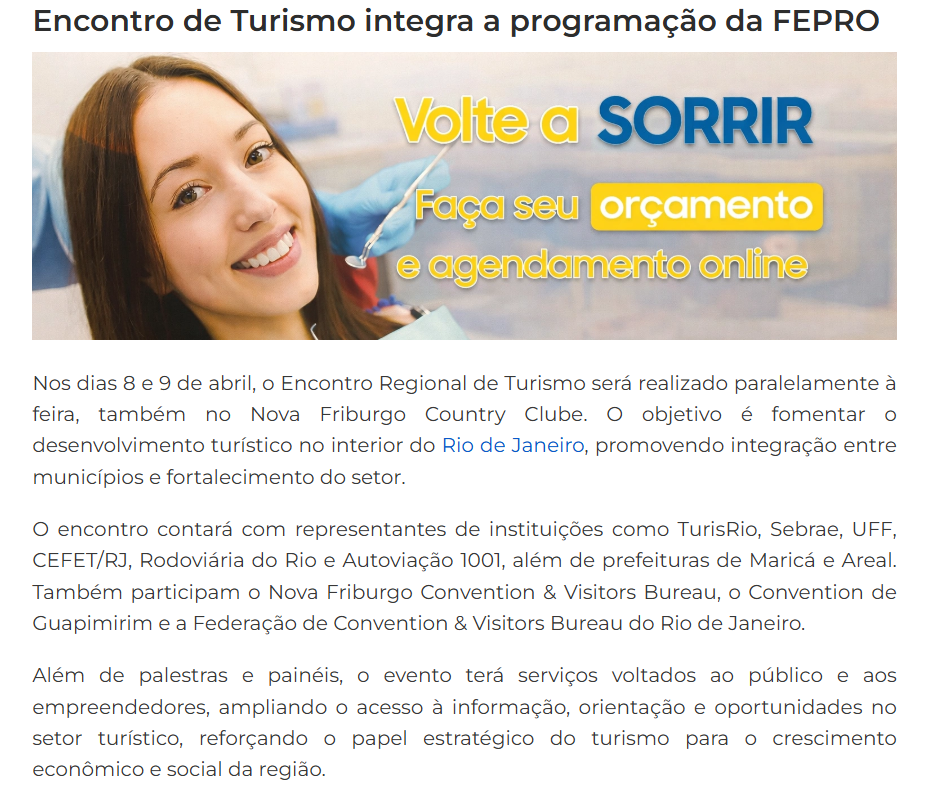 Encontro de Turismo integra a programação da FEPRO
Volte a SORRIR
Faça seu orçamento
e agendamento online
Nos dias 8 e 9 de abril, o Encontro Regional de Turismo será realizado paralelamente à
feira, também no Nova Friburgo Country Clube. O objetivo é fomentar o
desenvolvimento turístico no interior do Rio de Janeiro, promovendo integração entre
municípios e fortalecimento do setor.
O encontro contará com representantes de instituições como TurisRio, Sebrae, UFF,
CEFET/RJ, Rodoviária do Rio e Autoviação 1001, além de prefeituras de Maricá e Areal.
Também participam o Nova Friburgo Convention & Visitors Bureau, o Convention de
Guapimirim e a Federação de Convention & Visitors Bureau do Rio de Janeiro.
Além de palestras e painéis, o evento terá serviços voltados ao público e aos
empreendedores, ampliando o acesso à informação, orientação e oportunidades no
setor turístico, reforçando o papel estratégico do turismo para o crescimento
econômico e social da região.